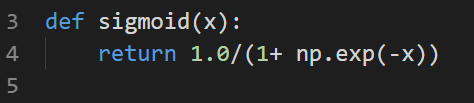 3 def sigmoid(x):
4     return 1.0/(1+ np.exp(-x))
5